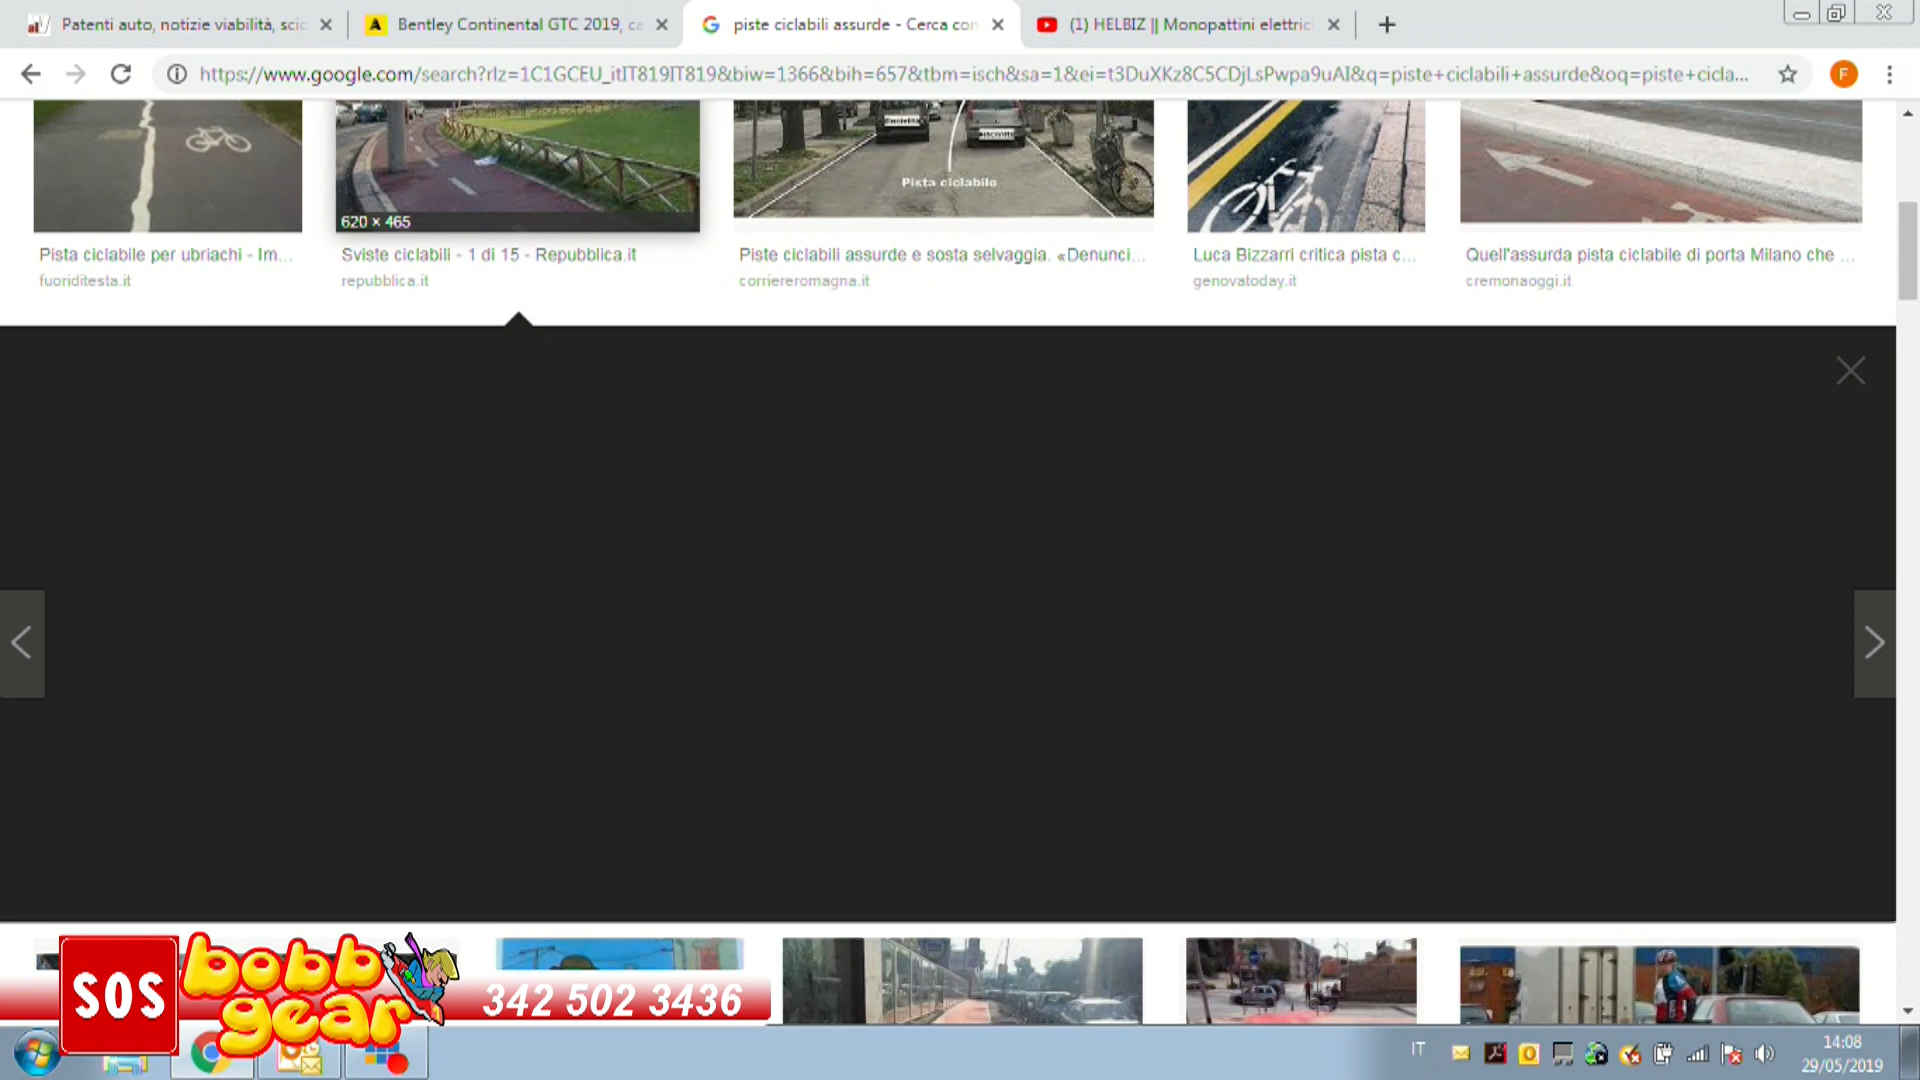 Patenti auto, notizie viabilità, scic
Bentley Continental GTC 2019, ca
piste ciclabili assurde - Cerca con
(1) HELBIZ || Monopattini elettric
https://www.google.com/search?rlz=1C1GCEU_itIT819IT819&biw=1366&bih=657&tbm=isch&sa=1&ei=t3DuXKz8C5CDjLsPwpa9uAI&q=piste+ciclabili+assurde&oq=piste+cicla...
F
Pista ciclabile
620 × 465
Pista ciclabile per ubriachi - Im...
fuoriditesta.it
Sviste ciclabili - 1 di 15 - Repubblica.it
repubblica.it
Piste ciclabili assurde e sosta selvaggia. «Denunci...
corriereromagna.it
Luca Bizzarri critica pista c...
genovatoday.it
Quell'assurda pista ciclabile di porta Milano che ...
cremonaoggi.it
SOS
bobb
gear
342 502 3436
IT
14:08
29/05/2019